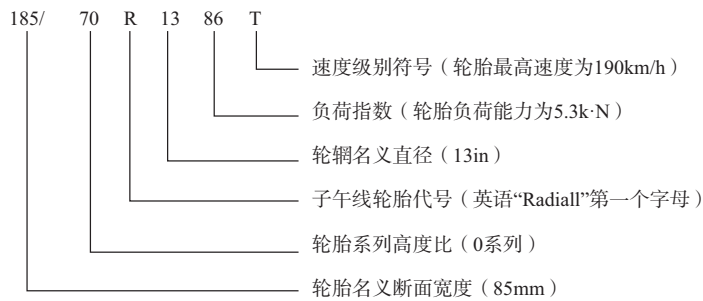 185/ 70 R 13 86 T
速度级别符号（轮胎最高速度为190km/h）
负荷指数（轮胎负荷能力为5.3k·N）
轮辋名义直径（13in）
子午线轮胎代号（英语“Radiall”第一个字母）
轮胎系列高度比（0系列）
轮胎名义断面宽度（85mm）